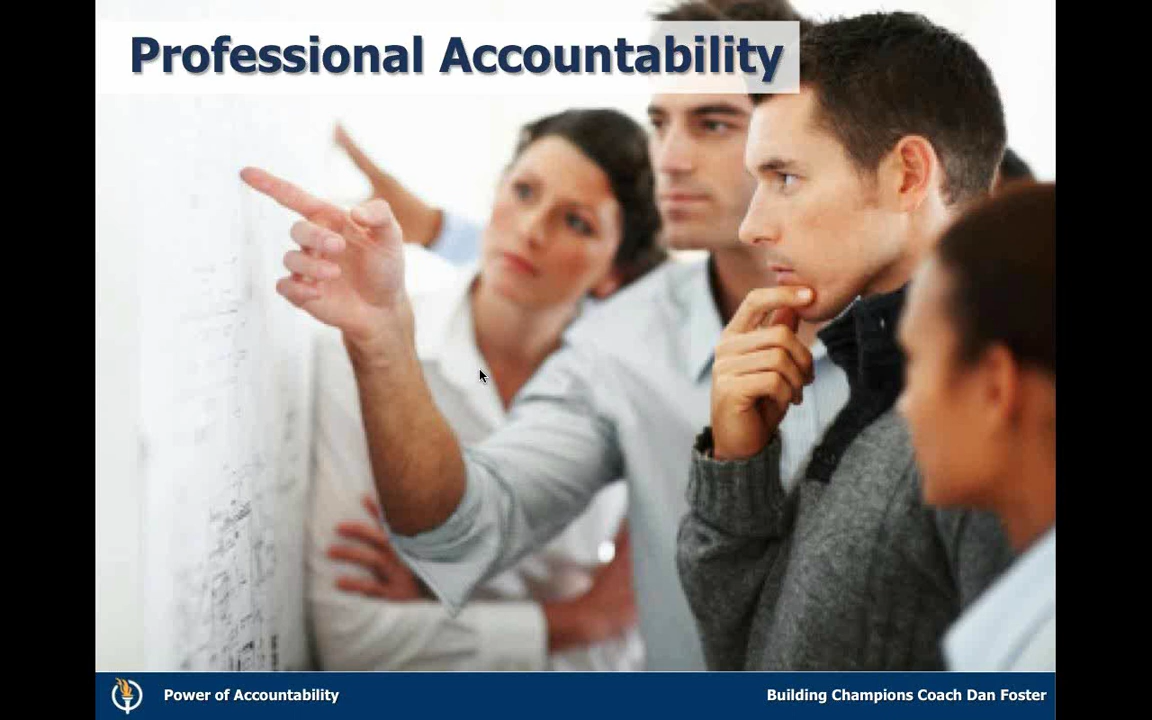 Professional Accountability
Power of Accountability
Building Champions Coach Dan Foster